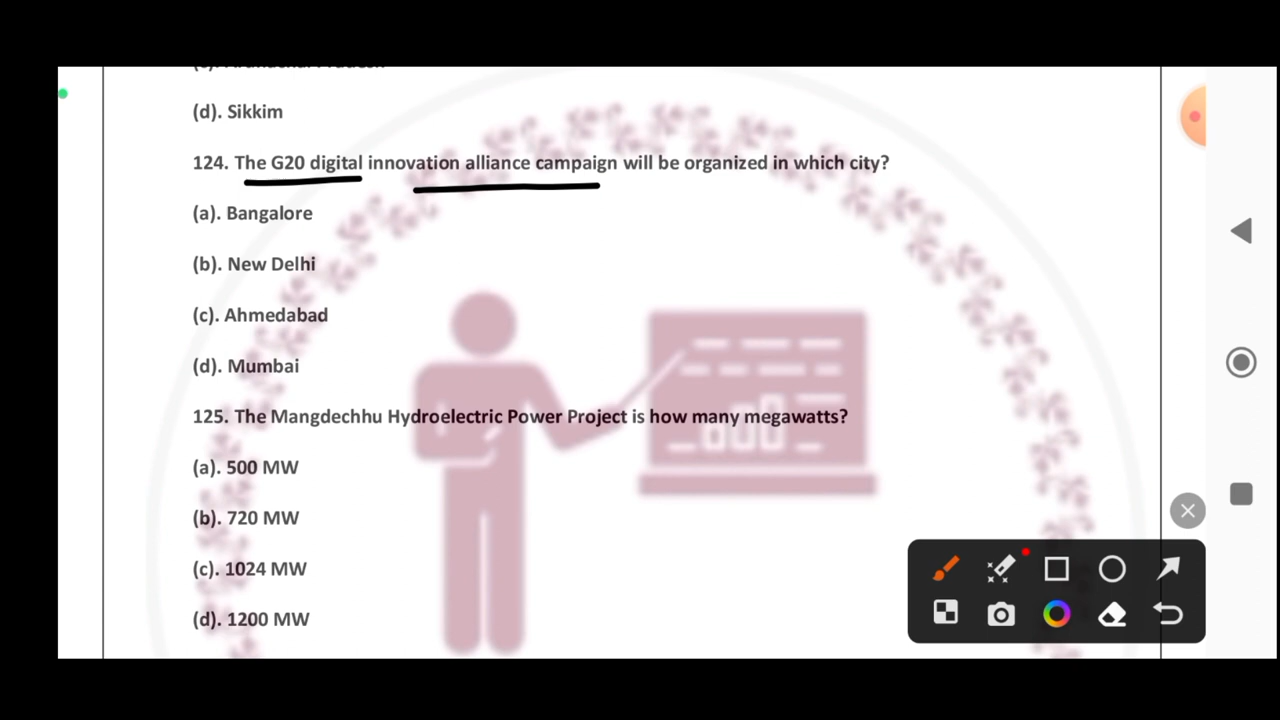 (d). Sikkim
124. The G20 digital innovation alliance campaign will be organized in which city?
(a). Bangalore
(b). New Delhi
(c). Ahmedabad
(d). Mumbai
125. The Mangdechhu Hydroelectric Power Project is how many megawatts?
(a). 500 MW
(b). 720 MW
(c). 1024 MW
(d). 1200 MW